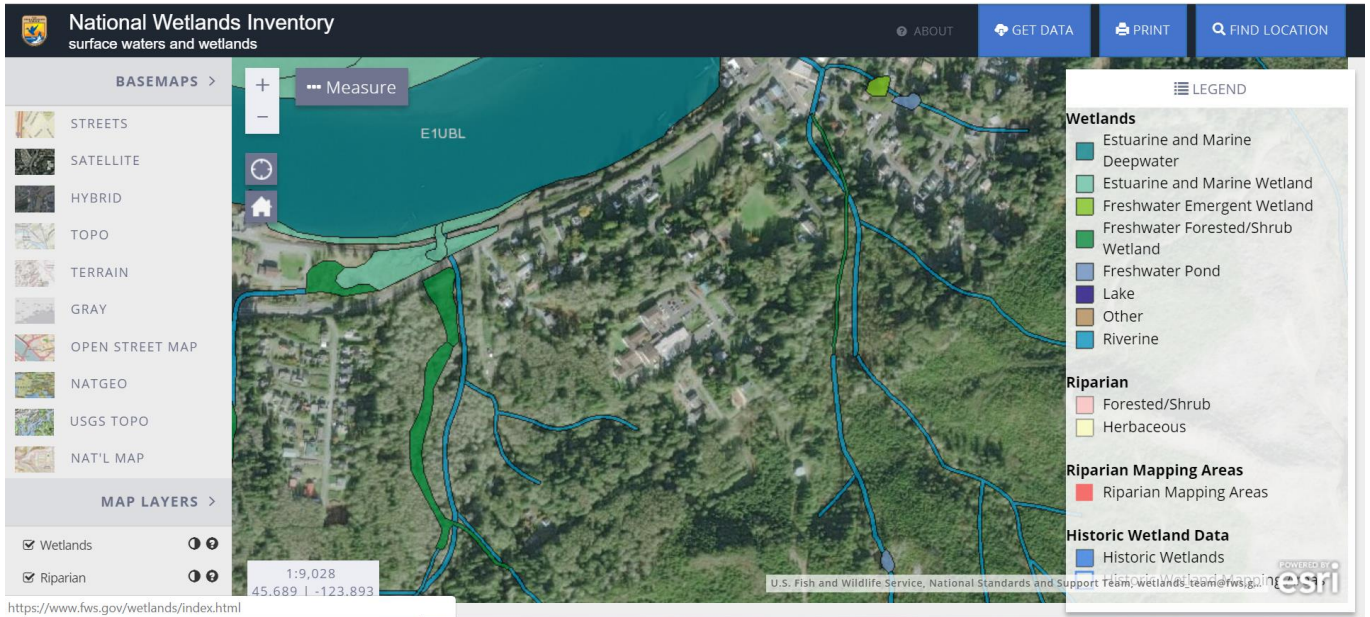 National Wetlands Inventory
surface waters and wetlands
ABOUT
GET DATA
PRINT
FIND LOCATION
BASEMAPS >
STREETS
SATELLITE
HYBRID
TOPO
TERRAIN
GRAY
OPEN STREET MAP
NATGEO
USGS TOPO
NAT'L MAP
MAP LAYERS >
Wetlands
Riparian
https://www.fws.gov/wetlands/index.html
+
−
Measure
E1UBL
1:9,028
45.689 | -123.893
LEGEND
Wetlands
Estuarine and Marine
Deepwater
Estuarine and Marine Wetland
Freshwater Emergent Wetland
Freshwater Forested/Shrub
Wetland
Freshwater Pond
Lake
Other
Riverine
Riparian
Forested/Shrub
Herbaceous
Riparian Mapping Areas
Riparian Mapping Areas
Historic Wetland Data
Historic Wetlands
Historic Wetland Mapping
U.S. Fish and Wildlife Service, National Standards and Support Team, wetlands_team@fws.g...
POWERED BY
esri